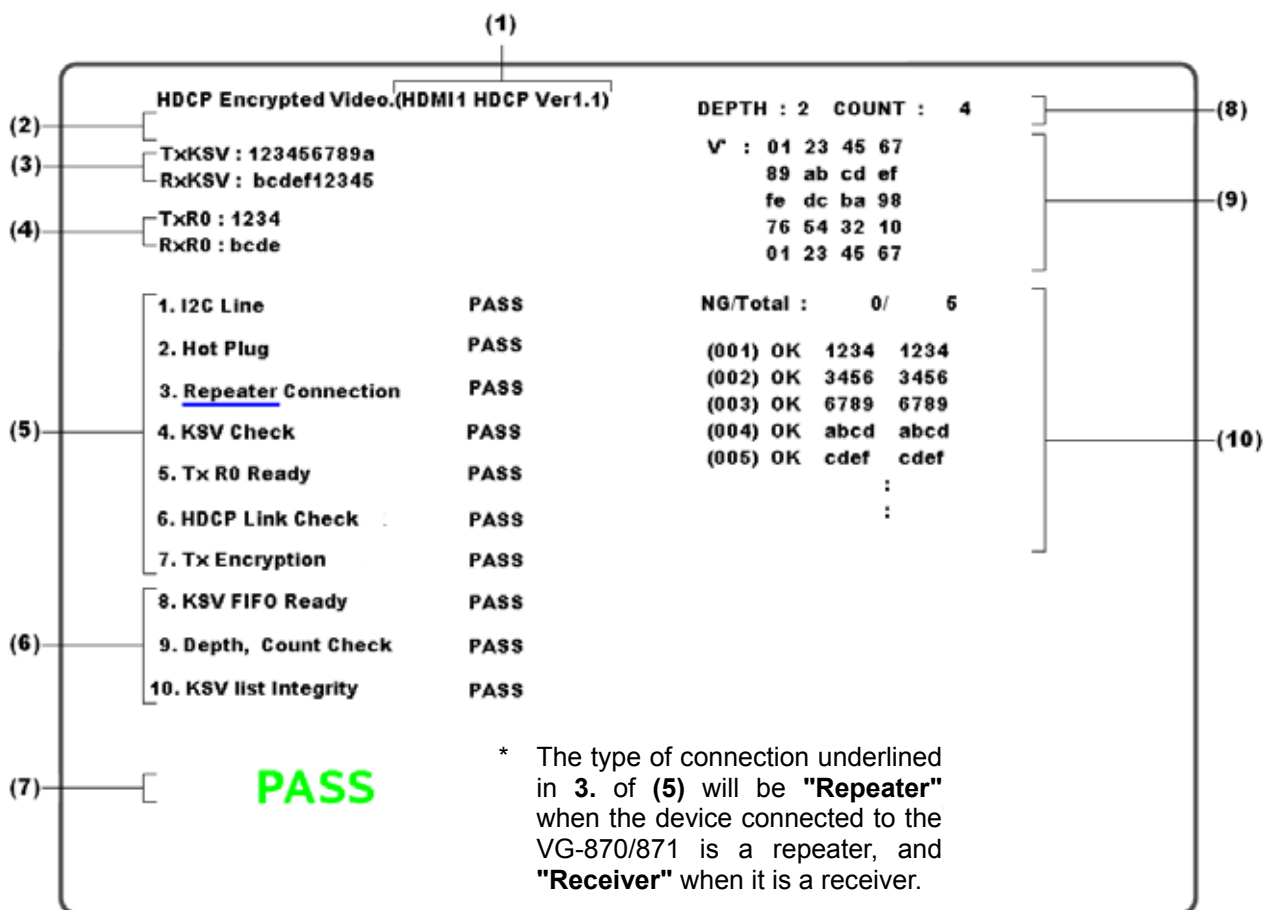 (1)
HDCP Encrypted Video.(HDMI1 HDCP Ver1.1)
(2)
(3)
TxKSV : 123456789a
RxKSV : bcdef12345
(4)
TxR0 : 1234
RxR0 : bcde
(5)
1. I2C Line PASS
2. Hot Plug PASS
3. Repeater Connection PASS
4. KSV Check PASS
5. Tx R0 Ready PASS
6. HDCP Link Check : PASS
7. Tx Encryption PASS
(6)
8. KSV FIFO Ready PASS
9. Depth, Count Check PASS
10. KSV list Integrity PASS
(7)
PASS
DEPTH : 2 COUNT : 4
(8)
V' : 01 23 45 67
89 ab cd ef
fe dc ba 98
76 54 32 10
01 23 45 67
(9)
NG/Total : 0/ 5
(001) OK 1234 1234
(002) OK 3456 3456
(003) OK 6789 6789
(004) OK abcd abcd
(005) OK cdef cdef
:
:
(10)
* The type of connection underlined
in 3. of (5) will be "Repeater"
when the device connected to the
VG-870/871 is a repeater, and
"Receiver" when it is a receiver.